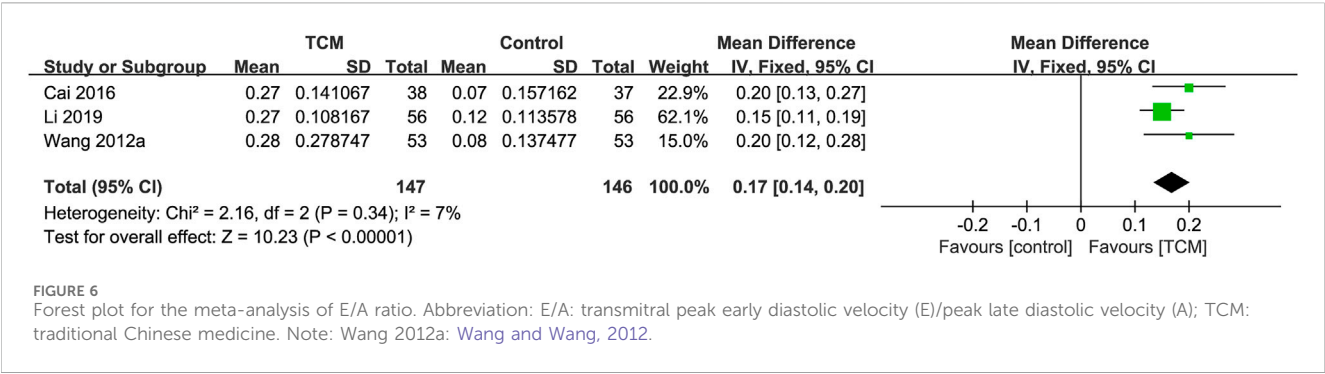 TCM Control Mean Difference Mean Difference
Study or Subgroup Mean SD Total Mean SD Total Weight IV, Fixed, 95% CI IV, Fixed, 95% CI
Cai 2016 0.27 0.141067 38 0.07 0.157162 37 22.9% 0.20 [0.13, 0.27]
Li 2019 0.27 0.108167 56 0.12 0.113578 56 62.1% 0.15 [0.11, 0.19]
Wang 2012a 0.28 0.278747 53 0.08 0.137477 53 15.0% 0.20 [0.12, 0.28]
Total (95% CI) 147 146 100.0% 0.17 [0.14, 0.20]
Heterogeneity: Chi² = 2.16, df = 2 (P = 0.34); I² = 7%
Test for overall effect: Z = 10.23 (P < 0.00001)
-0.2 -0.1 0 0.1 0.2
Favours [control] Favours [TCM]
FIGURE 6
Forest plot for the meta-analysis of E/A ratio. Abbreviation: E/A: transmitral peak early diastolic velocity (E)/peak late diastolic velocity (A); TCM:
traditional Chinese medicine. Note: Wang 2012a: Wang and Wang, 2012.